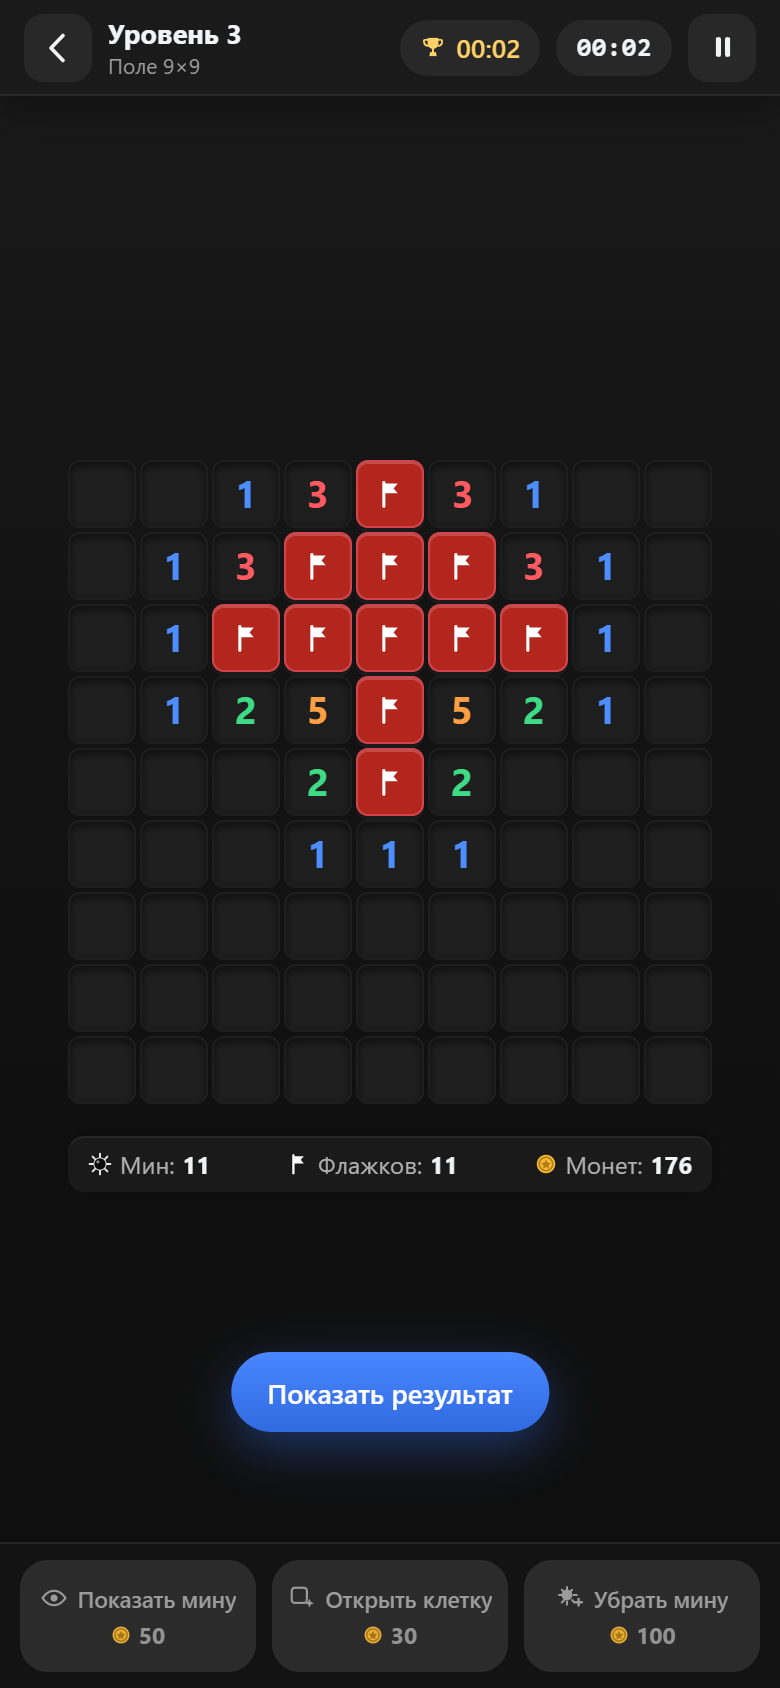 Уровень 3
Поле 9×9
00:02
00:02
1 3 3 1
1 3 3 1
1 1
1 2 5 5 2 1
2 2
1 1 1
Мин: 11 Флажков: 11 Монет: 176
Показать результат
Показать мину
50
Открыть клетку
30
Убрать мину
100